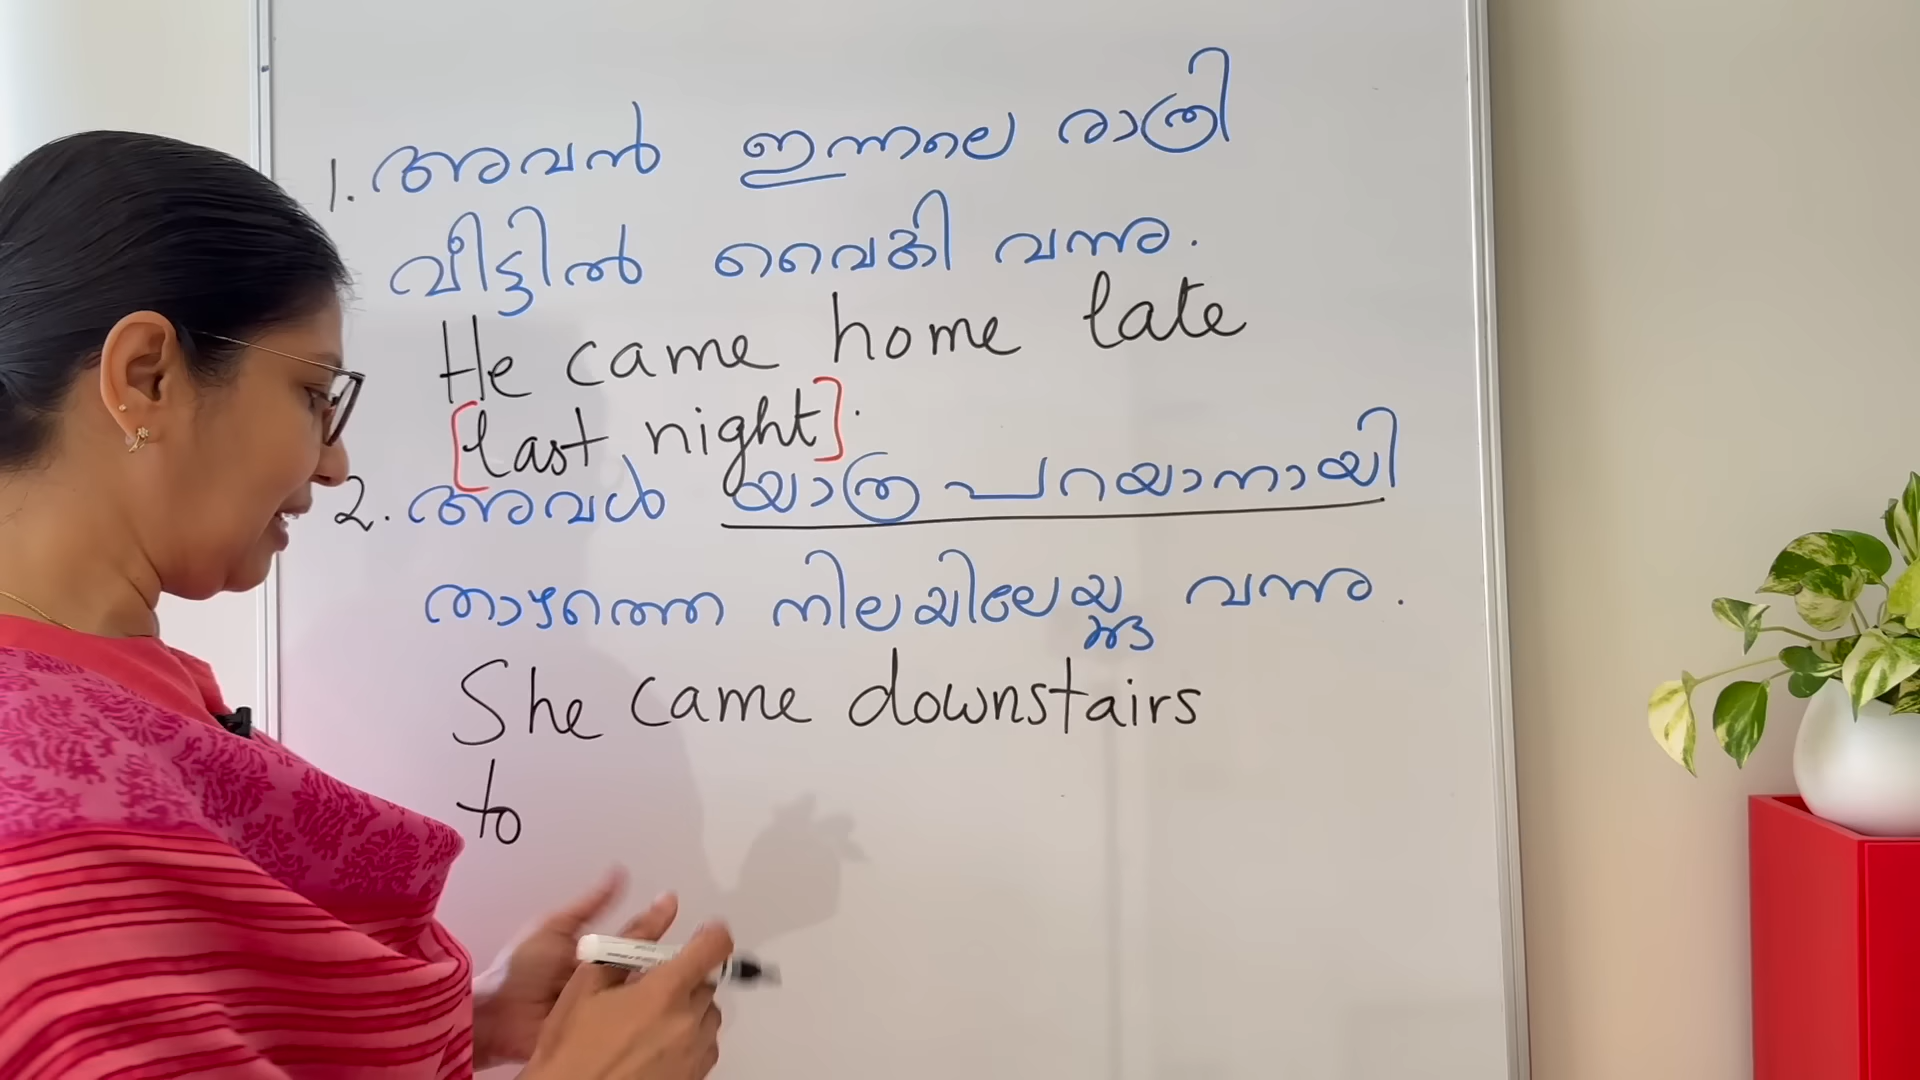 1. അവൻ ഇന്നലെ രാത്രി
വീട്ടിൽ വൈകി വന്നു.
He came home late
[last night].
2. അവൾ യാത്ര പറയാനായി
താഴത്തെ നിലയിലേയ്ക്കു വന്നു.
She came downstairs
to